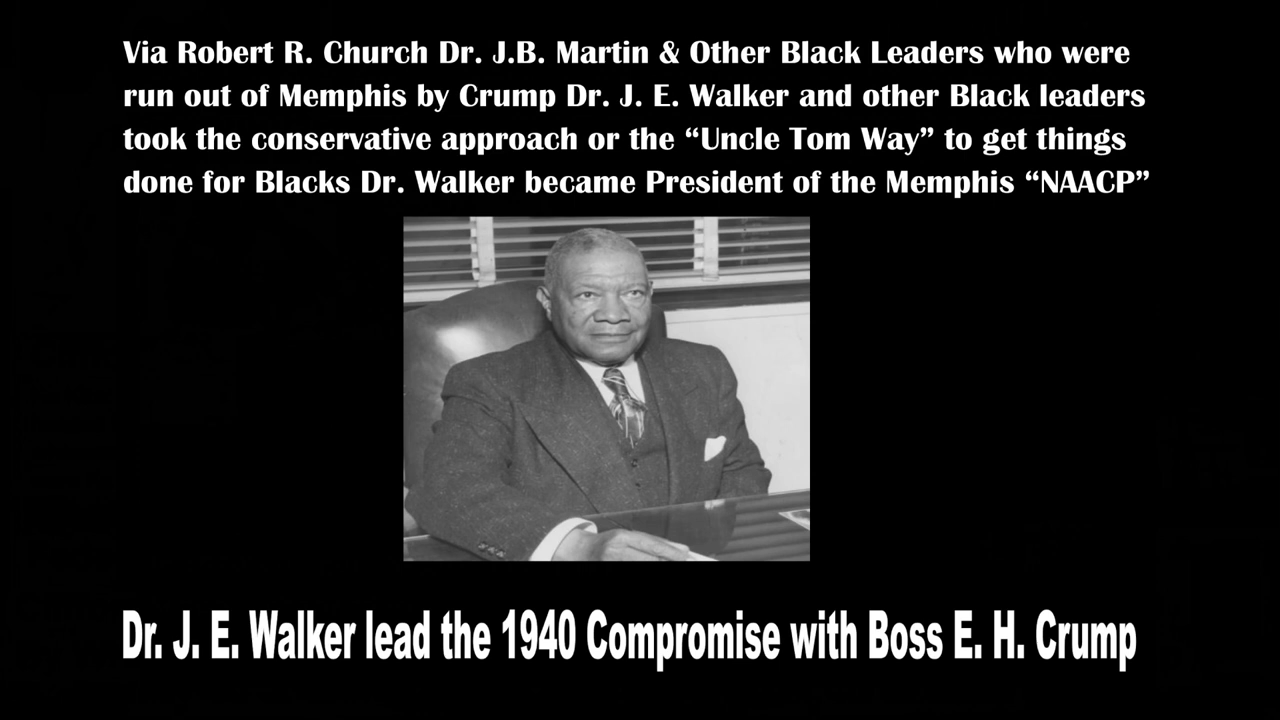 Via Robert R. Church Dr. J.B. Martin & Other Black Leaders who were
run out of Memphis by Crump Dr. J. E. Walker and other Black leaders
took the conservative approach or the “Uncle Tom Way” to get things
done for Blacks Dr. Walker became President of the Memphis “NAACP”
Dr. J. E. Walker lead the 1940 Compromise with Boss E. H. Crump